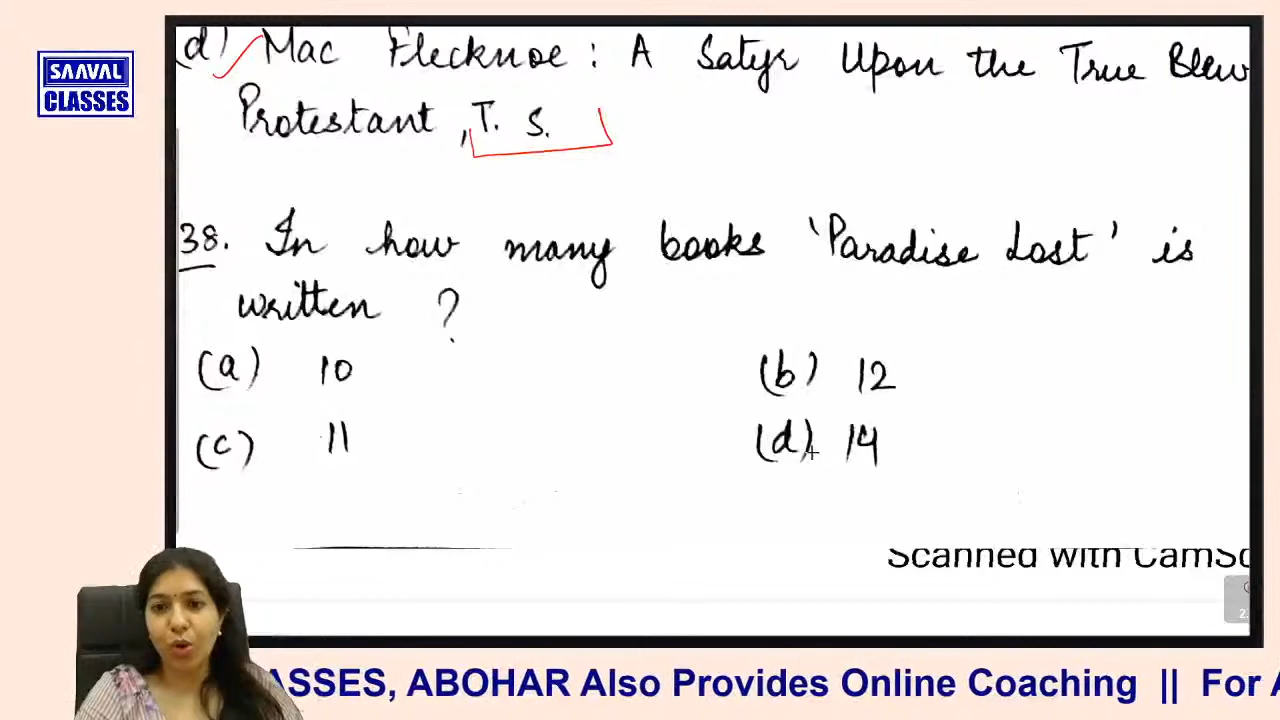 SAAVAL
CLASSES
(d) Mac Flecknoe : A Satyr Upon the True Blew
Protestant , T. S.
38. In how many books 'Paradise Lost' is
written ?
(a) 10 (b) 12
(c) 11 (d) 14
Scanned with CamSc
2.
ASSES, ABOHAR Also Provides Online Coaching || For A